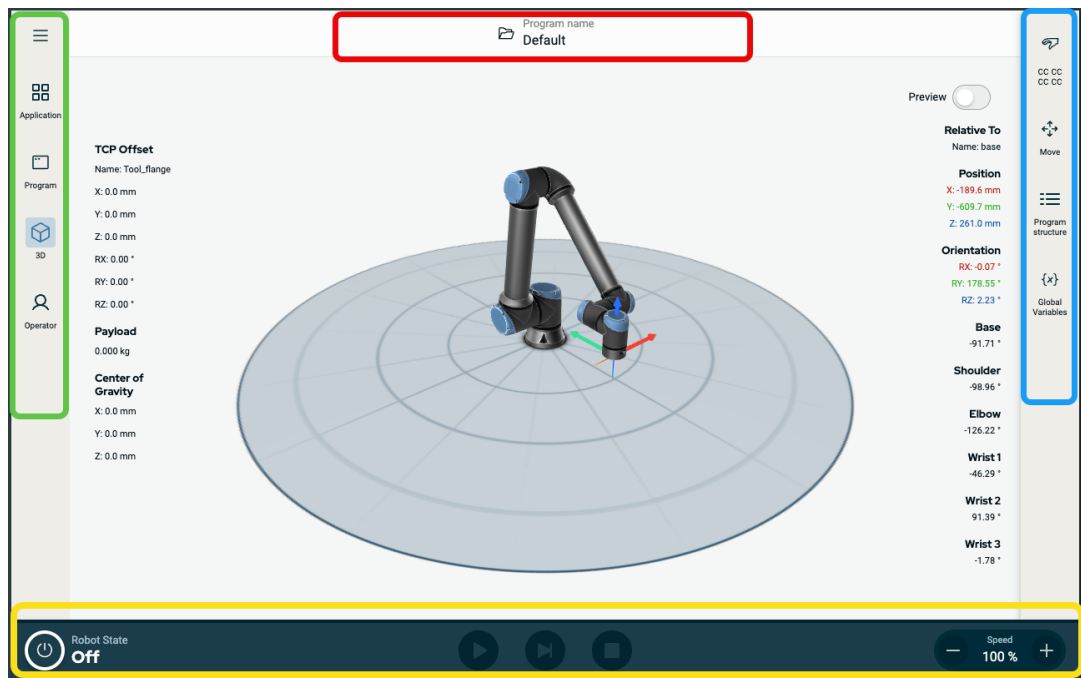 Program name
Default
Application
Program
3D
Operator
TCP Offset
Name: Tool_flange
X: 0.0 mm
Y: 0.0 mm
Z: 0.0 mm
RX: 0.00 °
RY: 0.00 °
RZ: 0.00 °
Payload
0.000 kg
Center of
Gravity
X: 0.0 mm
Y: 0.0 mm
Z: 0.0 mm
Preview
Relative To
Name: base
Position
X: -189.6 mm
Y: -609.7 mm
Z: 261.0 mm
Orientation
RX: -0.07 °
RY: 178.55 °
RZ: 2.23 °
Base
-91.71 °
Shoulder
-98.96 °
Elbow
-126.22 °
Wrist 1
-46.29 °
Wrist 2
91.39 °
Wrist 3
-1.78 °
CC CC
CC CC
Move
Program
structure
{x}
Global
Variables
Robot State
Off
Speed
100 %